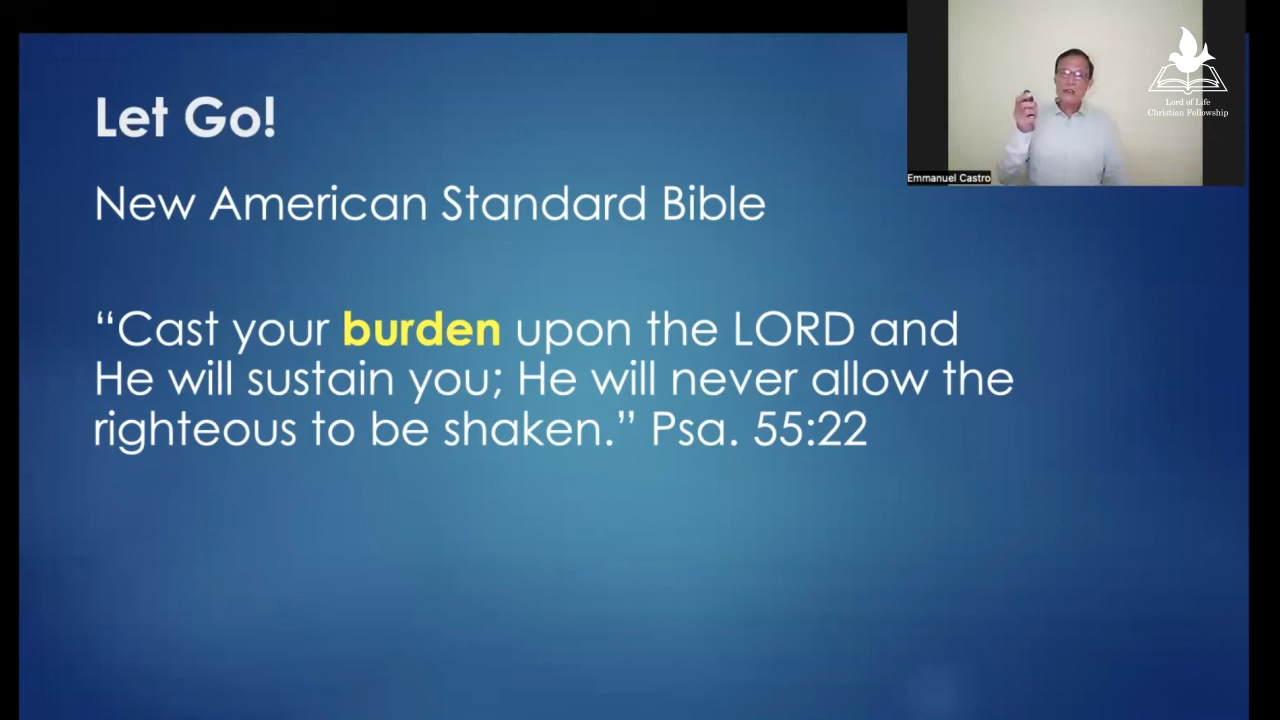 Let Go!
New American Standard Bible
“Cast your burden upon the LORD and
He will sustain you; He will never allow the
righteous to be shaken.” Psa. 55:22
Emmanuel Castro
Lord of Life
Christian Fellowship